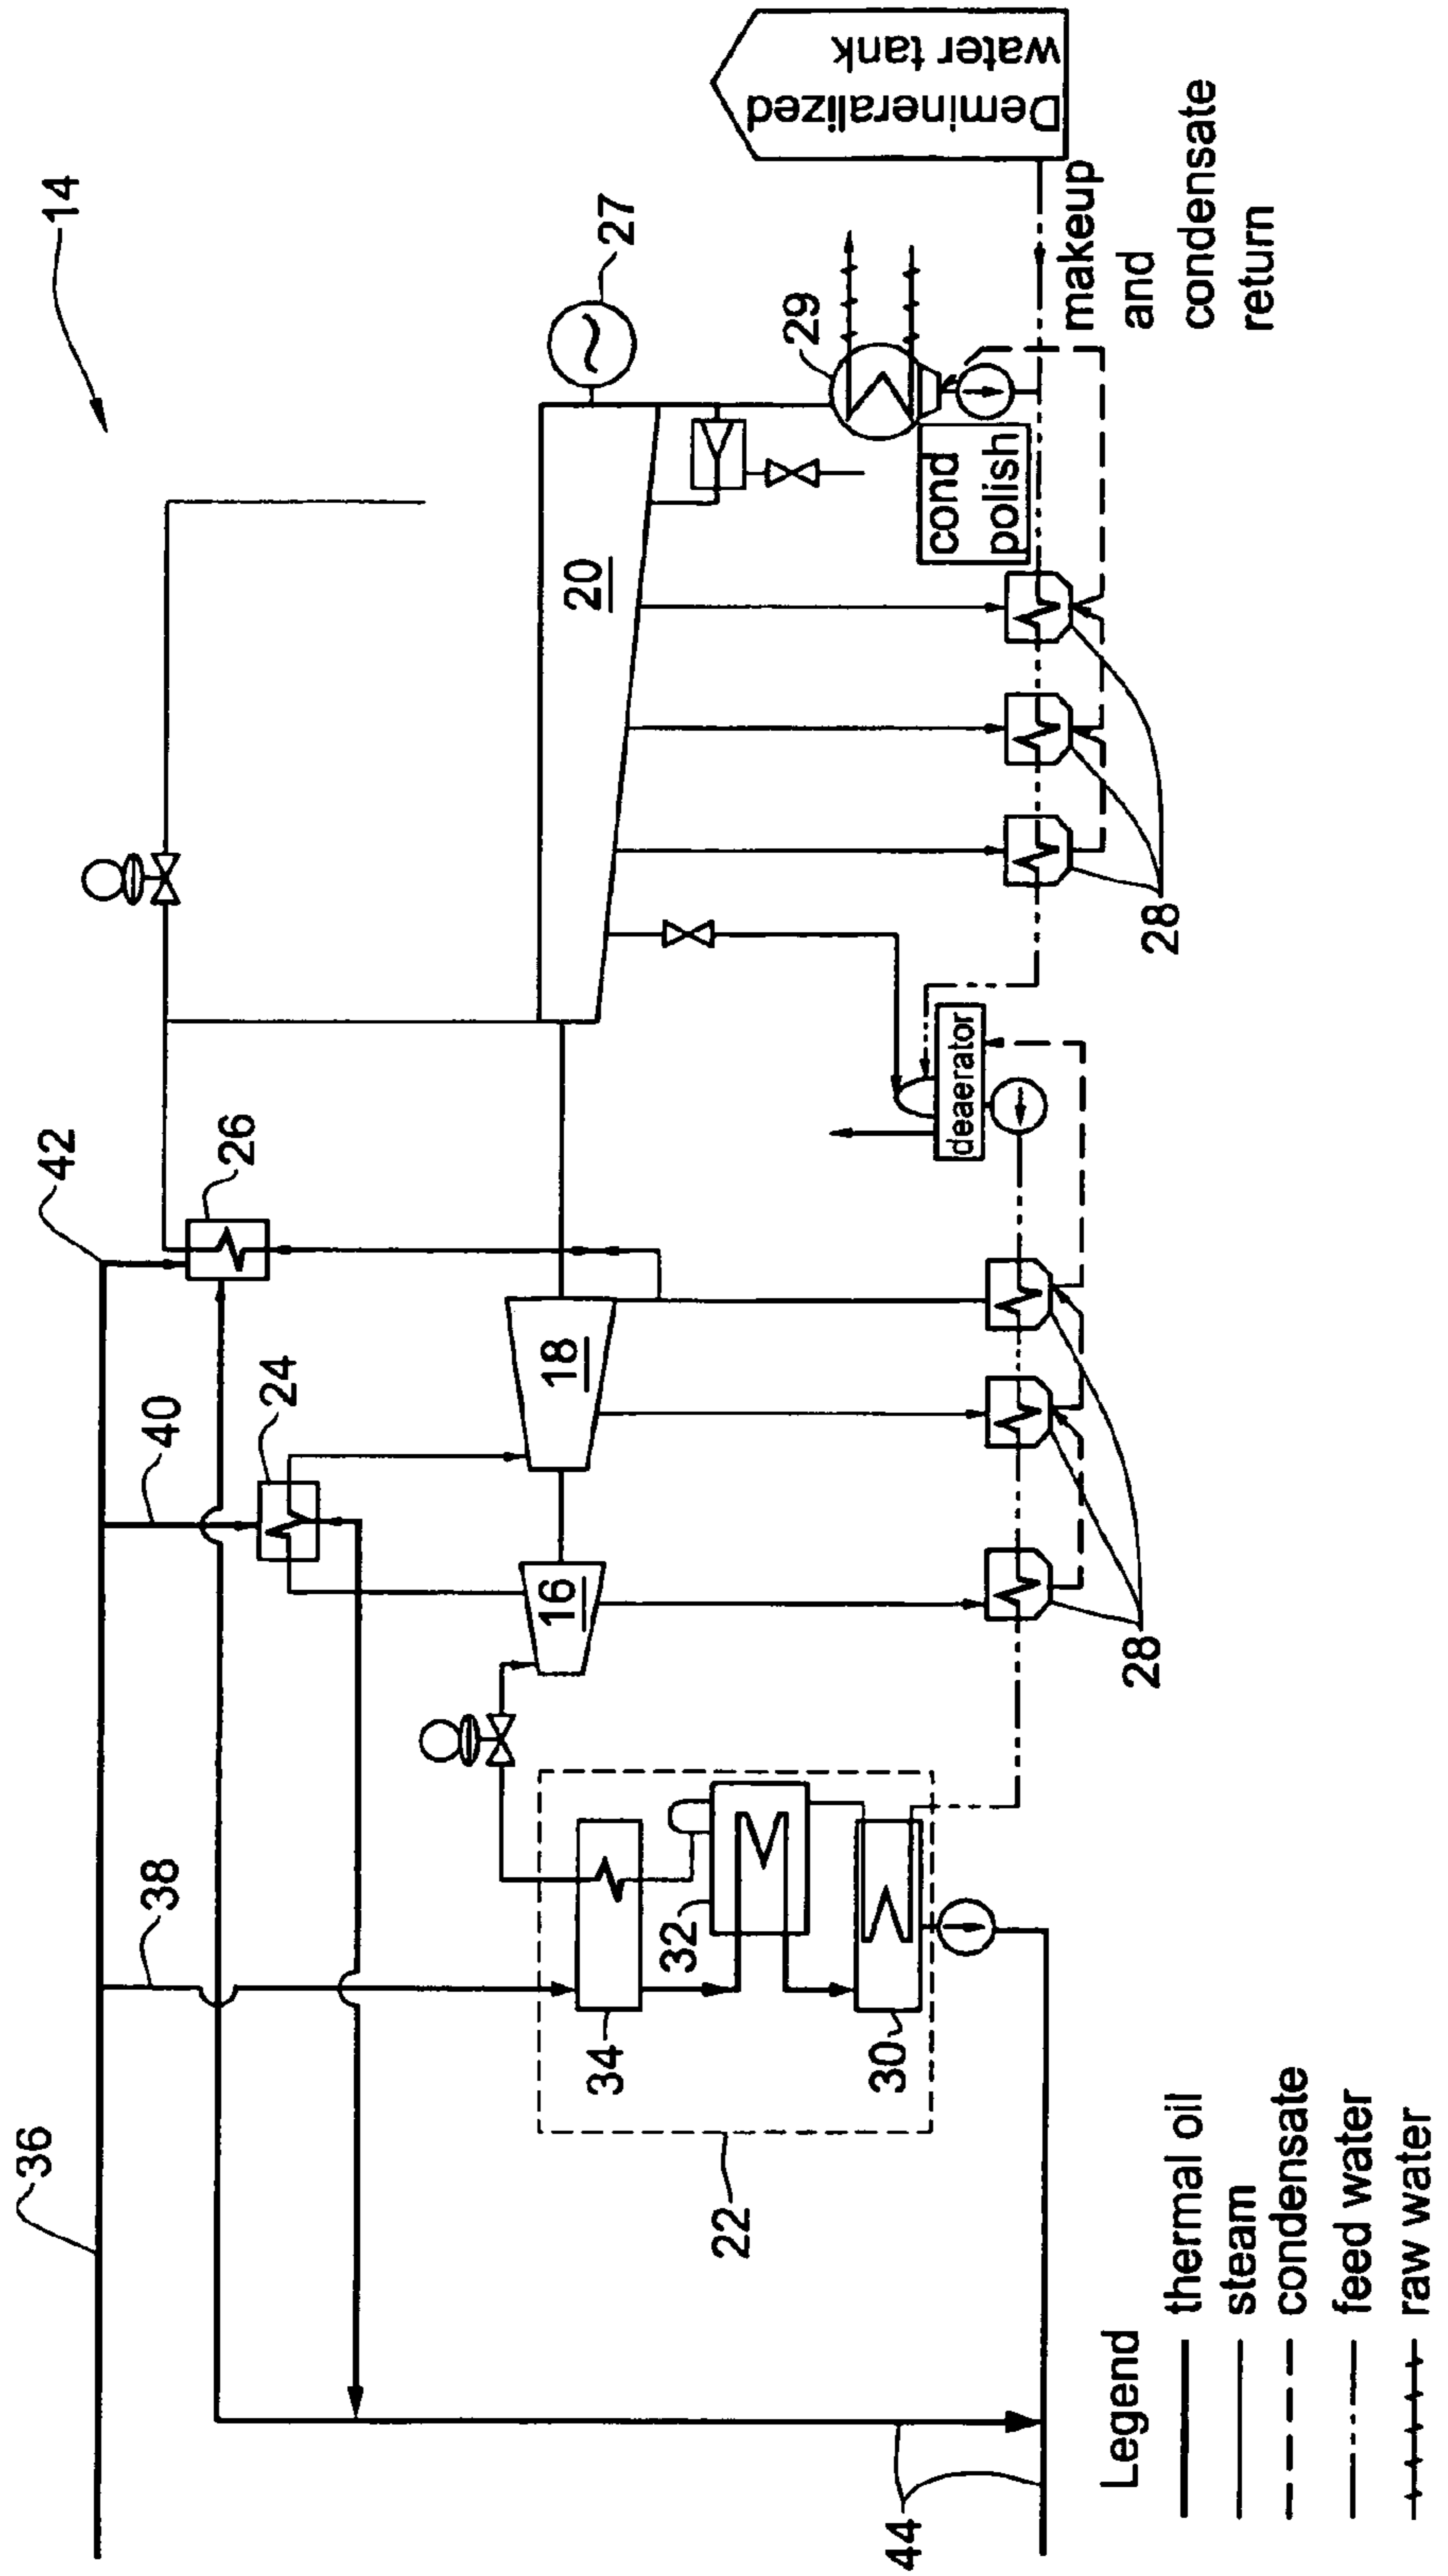 14
36
38
40
42
24
26
27
16
18
20
29
34
32
30
22
28
28
44
deaerator
cond
polish
Demineralized
water tank
makeup
and
condensate
return
Legend
thermal oil
steam
condensate
feed water
raw water